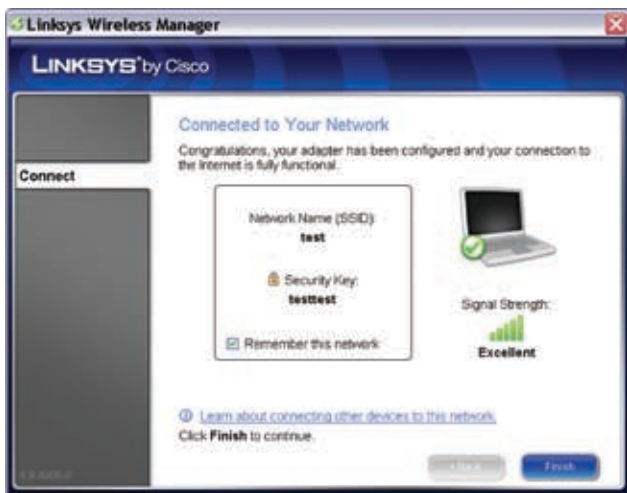 Linksys Wireless Manager
LINKSYS® by Cisco
Connect
Connected to Your Network
Congratulations, your adapter has been configured and your connection to
the Internet is fully functional.
Network Name (SSID):
test
Security Key:
testtest
Remember this network
Signal Strength:
Excellent
Learn about connecting other devices to this network.
Click Finish to continue.
Back
Finish